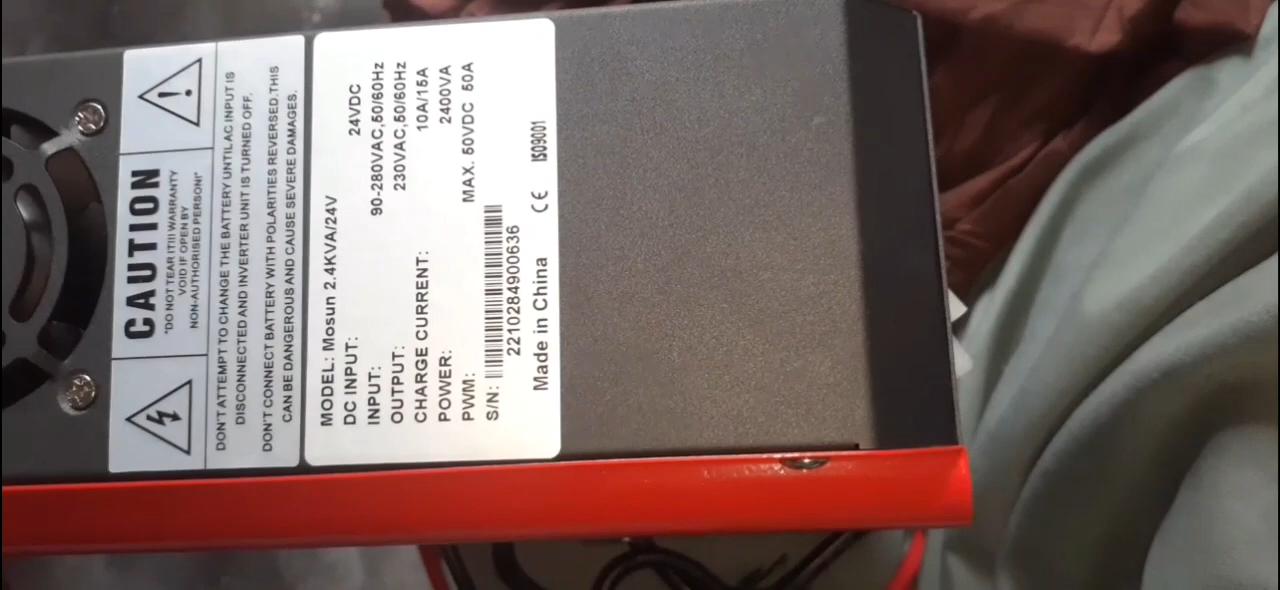 CAUTION
"DO NOT TEAR IT!!! WARRANTY
VOID IF OPEN BY
NON-AUTHORISED PERSON!"
DON'T ATTEMPT TO CHANGE THE BATTERY UNTIL AC INPUT IS
DISCONNECTED AND INVERTER UNIT IS TURNED OFF.
DON'T CONNECT BATTERY WITH POLARITIES REVERSED.THIS
CAN BE DANGEROUS AND CAUSE SEVERE DAMAGES.
MODEL: Mosun 2.4KVA/24V
DC INPUT: 24VDC
INPUT: 90-280VAC,50/60Hz
OUTPUT: 230VAC,50/60Hz
CHARGE CURRENT: 10A/15A
POWER: 2400VA
PWM: MAX. 50VDC 50A
S/N:
2210284900636
Made in China CE ISO9001